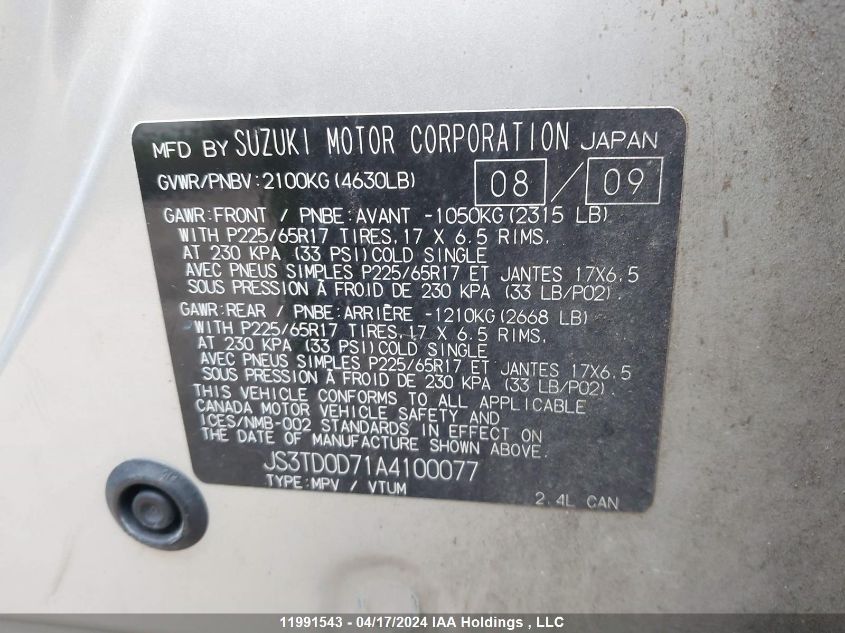 MFD BY SUZUKI MOTOR CORPORATION JAPAN
GVWR/PNBV:2100KG(4630LB) 08 / 09
GAWR:FRONT / PNBE:AVANT -1050KG(2315 LB)
WITH P225/65R17 TIRES,17 X 6.5 RIMS,
AT 230 KPA (33 PSI)COLD SINGLE
AVEC PNEUS SIMPLES P225/65R17 ET JANTES 17X6.5
SOUS PRESSION À FROID DE 230 KPA (33 LB/PO2).
GAWR:REAR / PNBE:ARRIÈRE -1210KG(2668 LB)
WITH P225/65R17 TIRES,17 X 6.5 RIMS,
AT 230 KPA (33 PSI)COLD SINGLE
AVEC PNEUS SIMPLES P225/65R17 ET JANTES 17X6.5
SOUS PRESSION À FROID DE 230 KPA (33 LB/PO2).
THIS VEHICLE CONFORMS TO ALL APPLICABLE
CANADA MOTOR VEHICLE SAFETY AND
ICES/NMB-002 STANDARDS IN EFFECT ON
THE DATE OF MANUFACTURE SHOWN ABOVE.
JS3TD0D71A4100077
TYPE:MPV / VTUM
2.4L CAN
11991543 - 04/17/2024 IAA Holdings , LLC